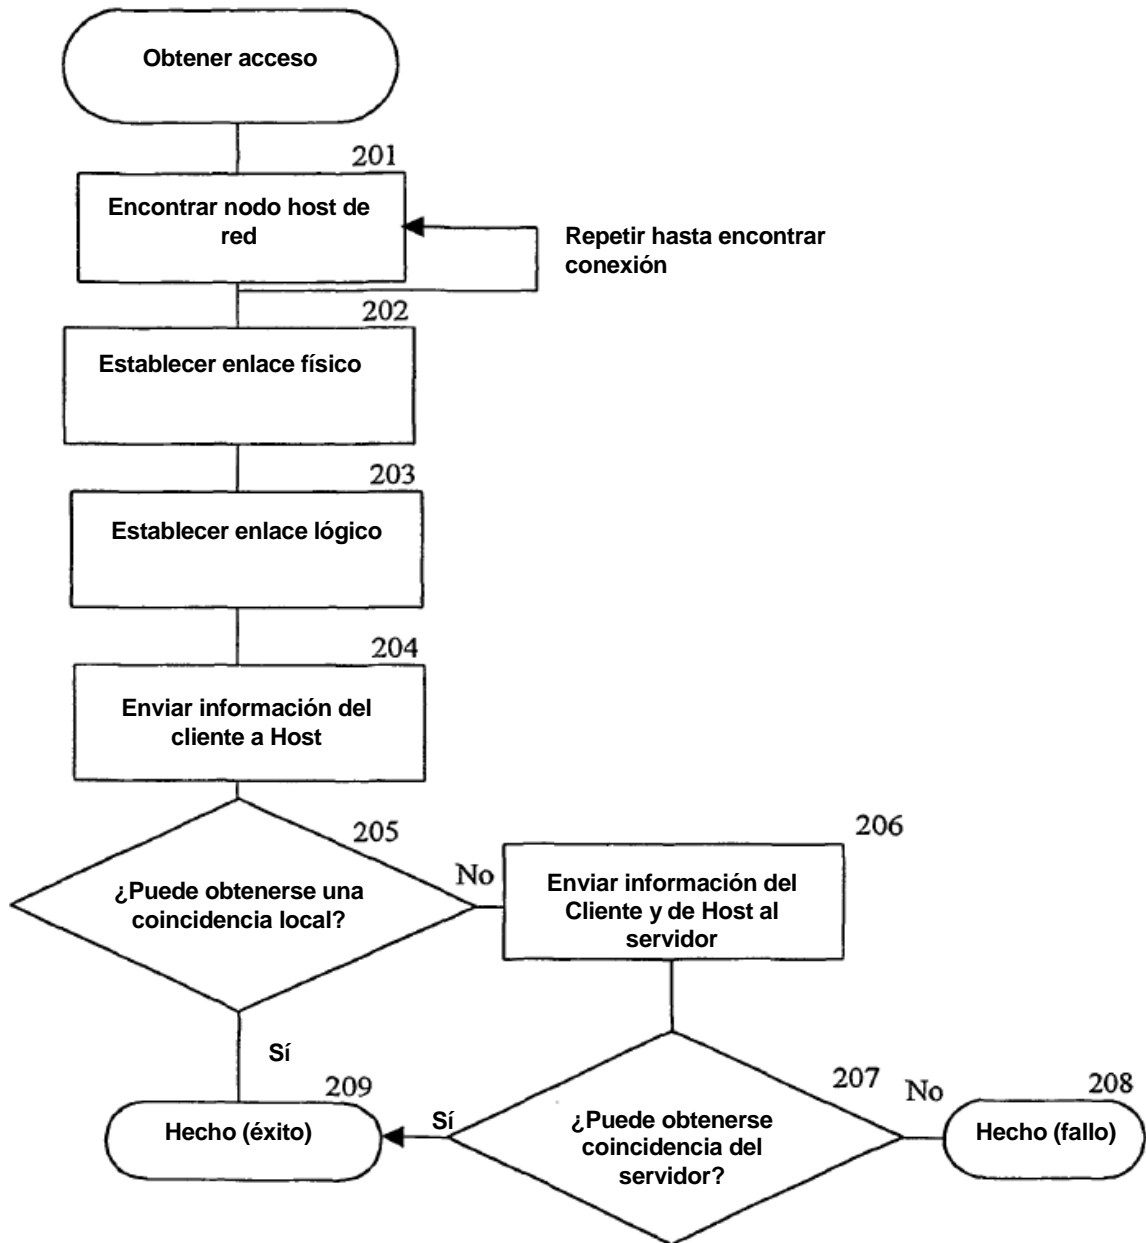 Obtener acceso
201
Encontrar nodo host de
red
Repetir hasta encontrar
conexión
202
Establecer enlace físico
203
Establecer enlace lógico
204
Enviar información del
cliente a Host
205
¿Puede obtenerse una
coincidencia local?
No
206
Enviar información del
Cliente y de Host al
servidor
Sí
209
Hecho (éxito)
Sí
207
¿Puede obtenerse
coincidencia del
servidor?
No
208
Hecho (fallo)